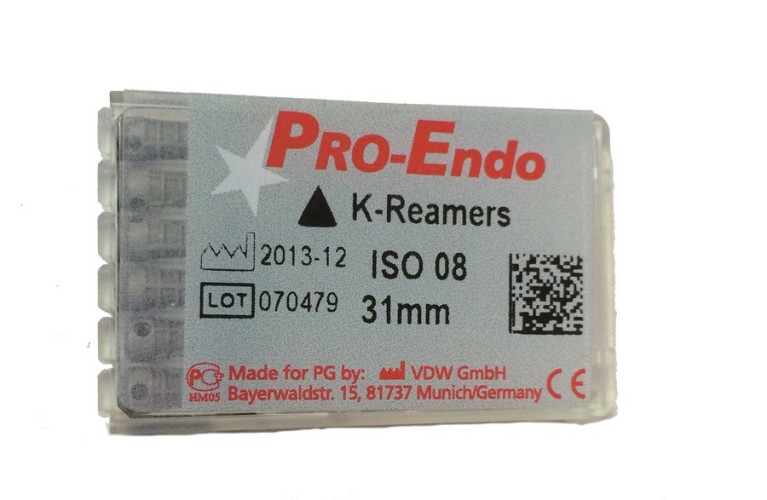 PRO-ENDO
K-Reamers
2013-12 ISO 08
LOT 070479 31mm
PG Made for PG by: VDW GmbH
HM05 Bayerwaldstr. 15, 81737 Munich/Germany CE